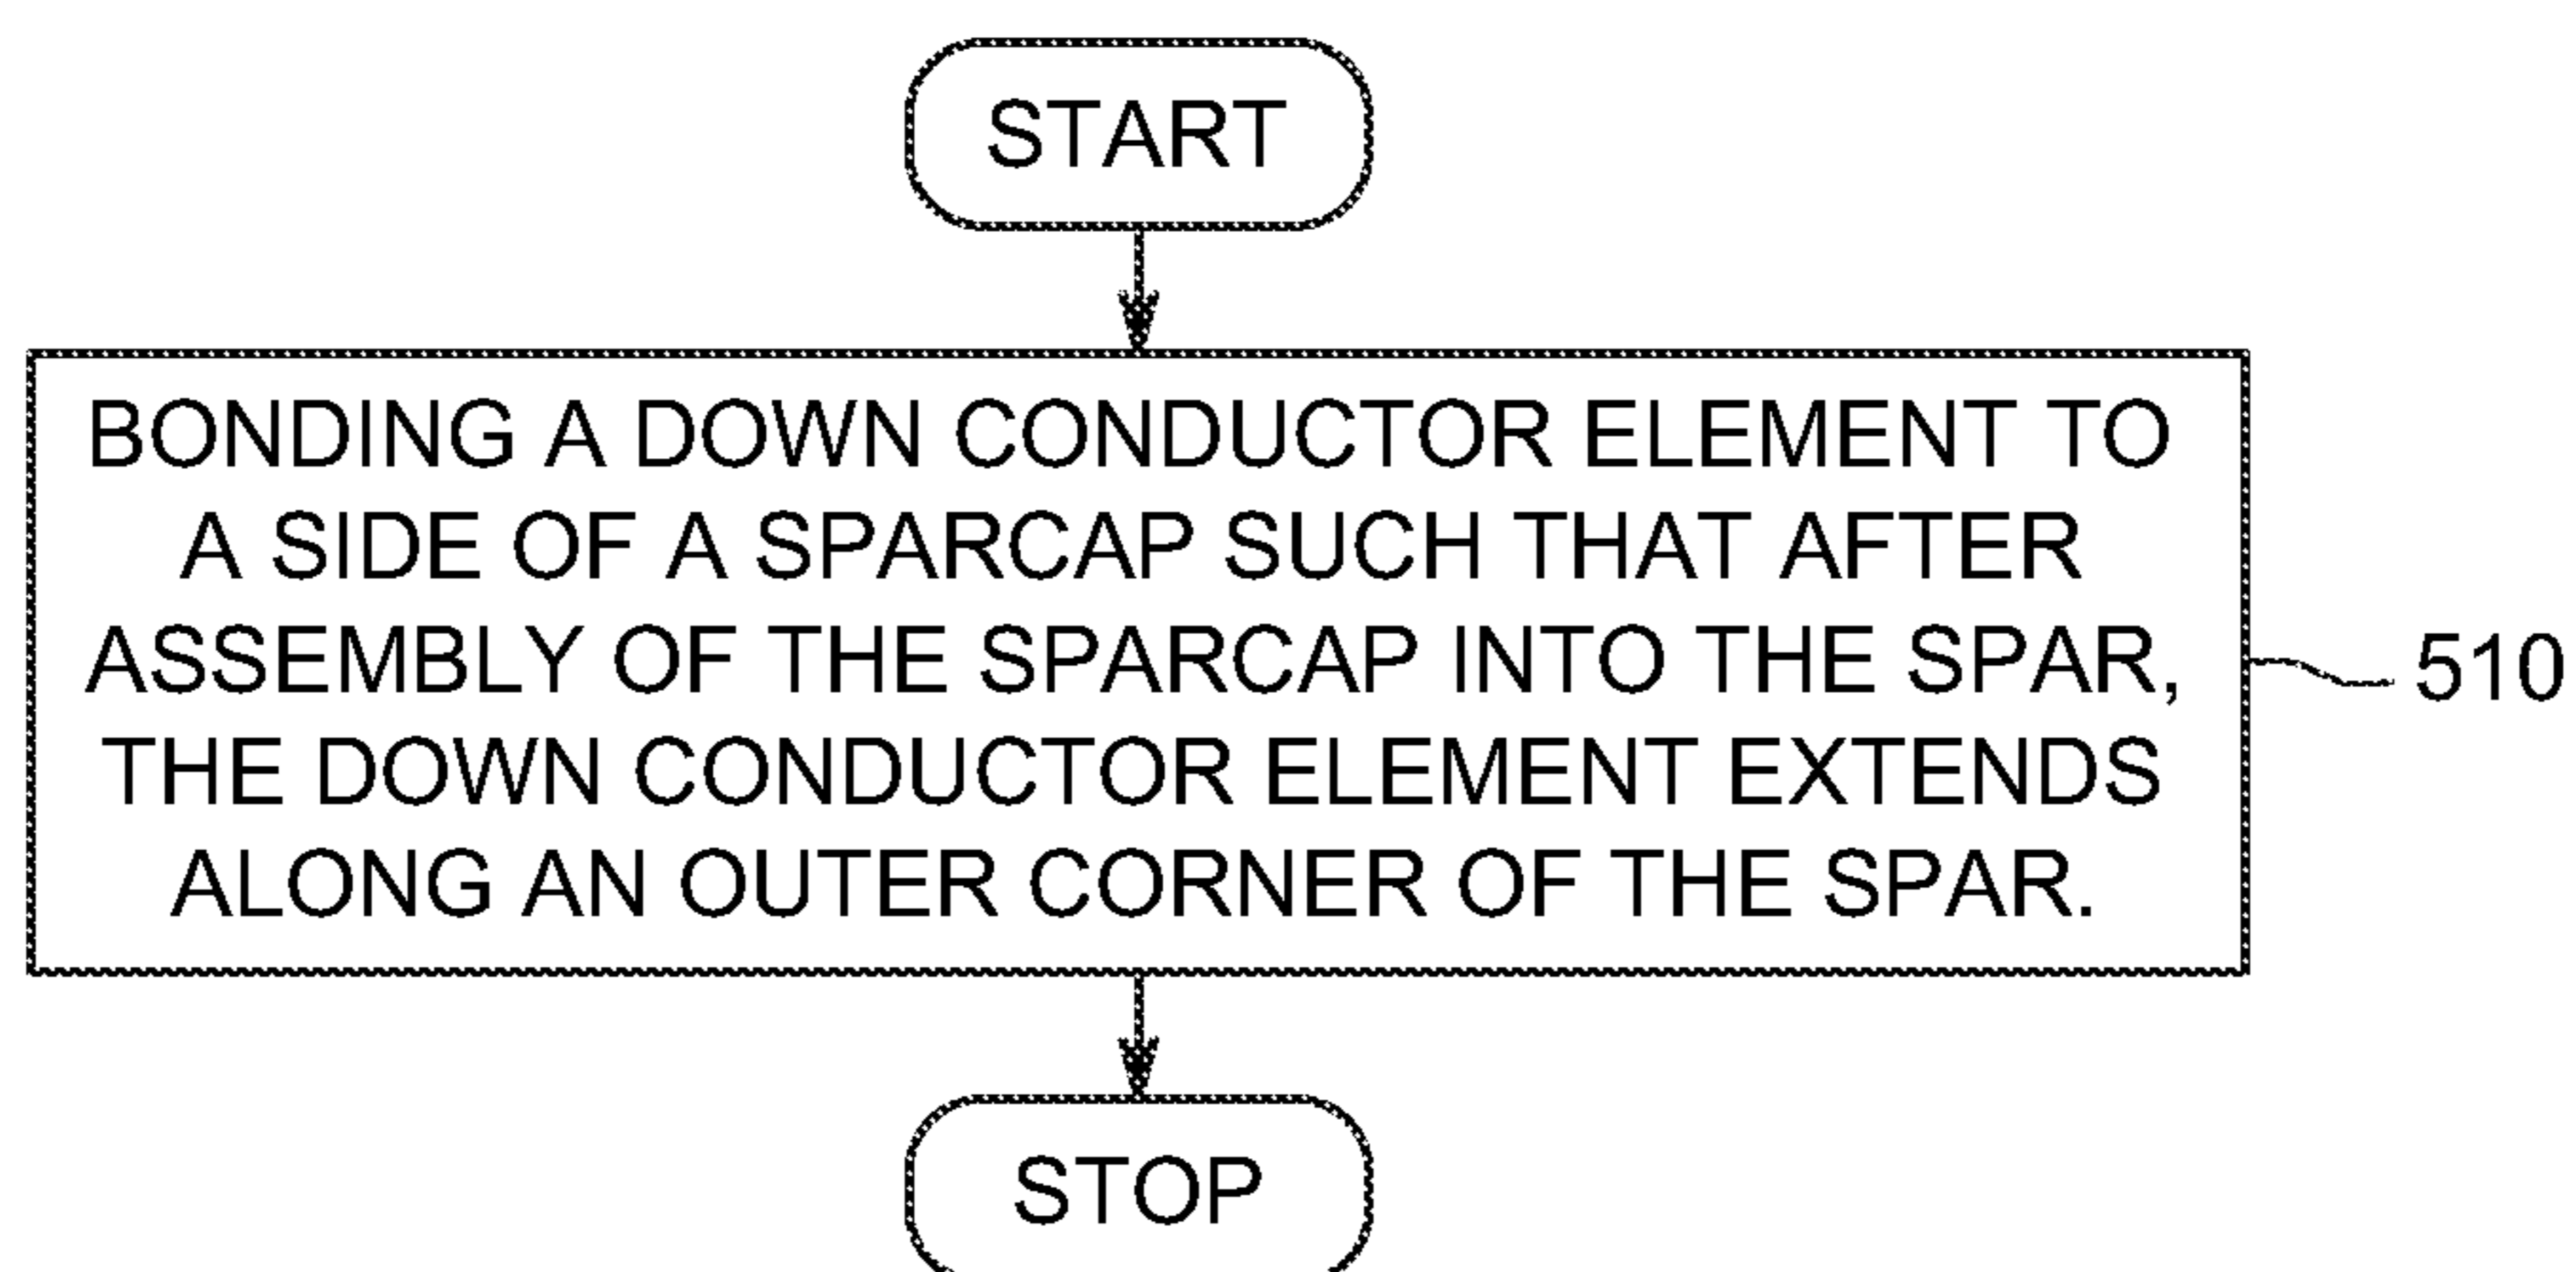 START
BONDING A DOWN CONDUCTOR ELEMENT TO
A SIDE OF A SPARCAP SUCH THAT AFTER
ASSEMBLY OF THE SPARCAP INTO THE SPAR,
THE DOWN CONDUCTOR ELEMENT EXTENDS
ALONG AN OUTER CORNER OF THE SPAR.
510
STOP